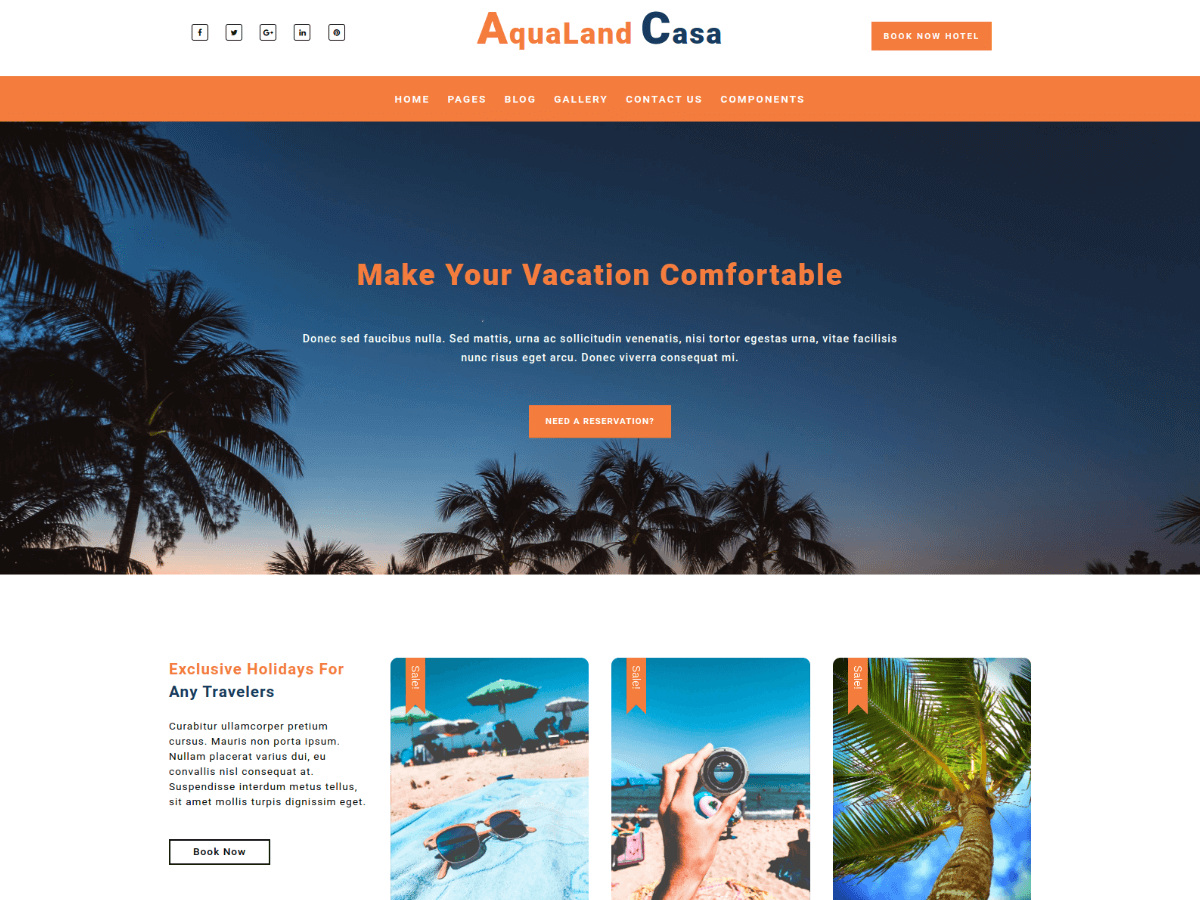 AquaLand Casa
BOOK NOW HOTEL
HOME PAGES BLOG GALLERY CONTACT US COMPONENTS
Make Your Vacation Comfortable
Donec sed faucibus nulla. Sed mattis, urna ac sollicitudin venenatis, nisi tortor egestas urna, vitae facilisis
nunc risus eget arcu. Donec viverra consequat mi.
NEED A RESERVATION?
Exclusive Holidays For
Any Travelers
Curabitur ullamcorper pretium
cursus. Mauris non porta ipsum.
Nullam placerat varius dui, eu
convallis nisl consequat at.
Suspendisse interdum metus tellus,
sit amet mollis turpis dignissim eget.
Book Now
Sale!
Sale!
Sale!